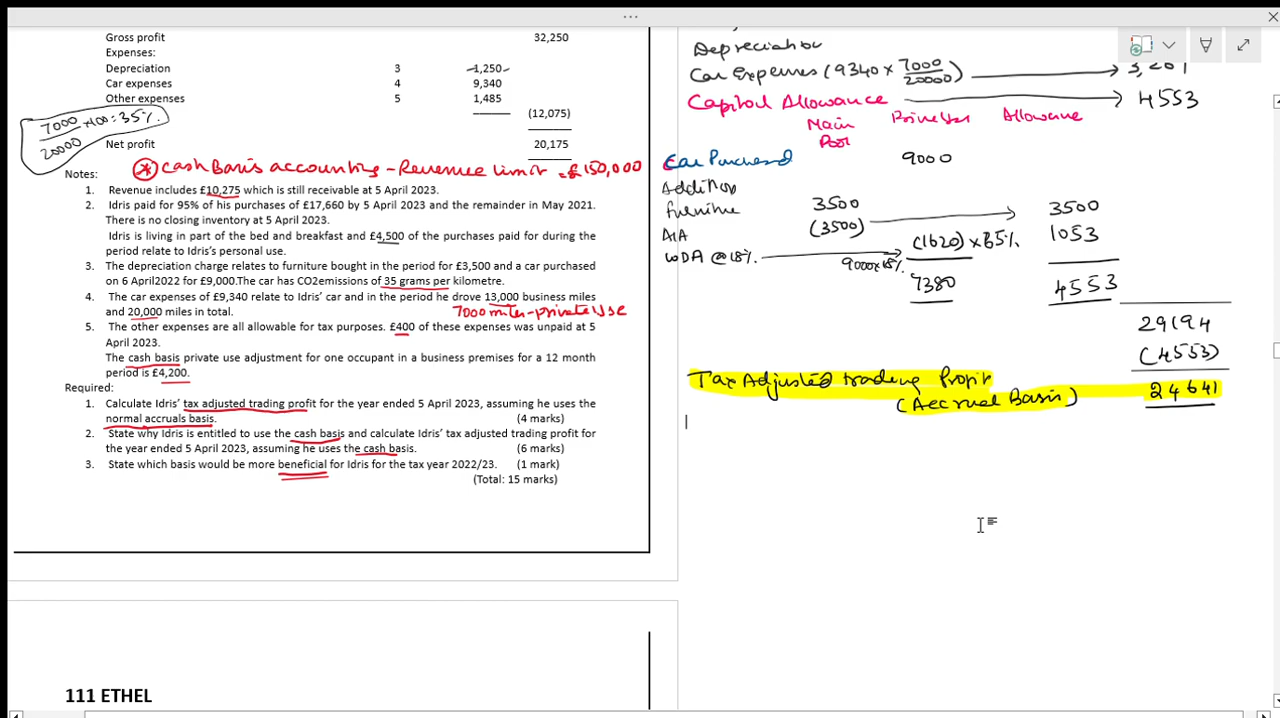 Gross profit 32,250
Expenses:
Depreciation 3 1,250
Car expenses 4 9,340
Other expenses 5 1,485
(12,075)
7000/20000 ×100 = 35%.
Net profit 20,175
* Cash Basis accounting - Revenue limit = £150,000
Notes:
1. Revenue includes £10,275 which is still receivable at 5 April 2023.
2. Idris paid for 95% of his purchases of £17,660 by 5 April 2023 and the remainder in May 2021.
There is no closing inventory at 5 April 2023.
Idris is living in part of the bed and breakfast and £4,500 of the purchases paid for during the
period relate to Idris's personal use.
3. The depreciation charge relates to furniture bought in the period for £3,500 and a car purchased
on 6 April2022 for £9,000.The car has CO2emissions of 35 grams per kilometre.
4. The car expenses of £9,340 relate to Idris' car and in the period he drove 13,000 business miles
and 20,000 miles in total. 7000 miles-private use
5. The other expenses are all allowable for tax purposes. £400 of these expenses was unpaid at 5
April 2023.
The cash basis private use adjustment for one occupant in a business premises for a 12 month
period is £4,200.
Required:
1. Calculate Idris' tax adjusted trading profit for the year ended 5 April 2023, assuming he uses the
normal accruals basis. (4 marks)
2. State why Idris is entitled to use the cash basis and calculate Idris' tax adjusted trading profit for
the year ended 5 April 2023, assuming he uses the cash basis. (6 marks)
3. State which basis would be more beneficial for Idris for the tax year 2022/23. (1 mark)
(Total: 15 marks)
111 ETHEL
Depreciation
Car Expenses (9340 × 7000/20000)
Capital Allowance 4553
Main Pool Allowance
Car Purchased 9000
Addition
furniture 3500 3500
AIA (3500)
WDA @18%. 9000×18%. (1620) × 65% 1053
7380 4553
29194
(4553)
Tax Adjusted trading Profit
(Accrual Basis) 24641